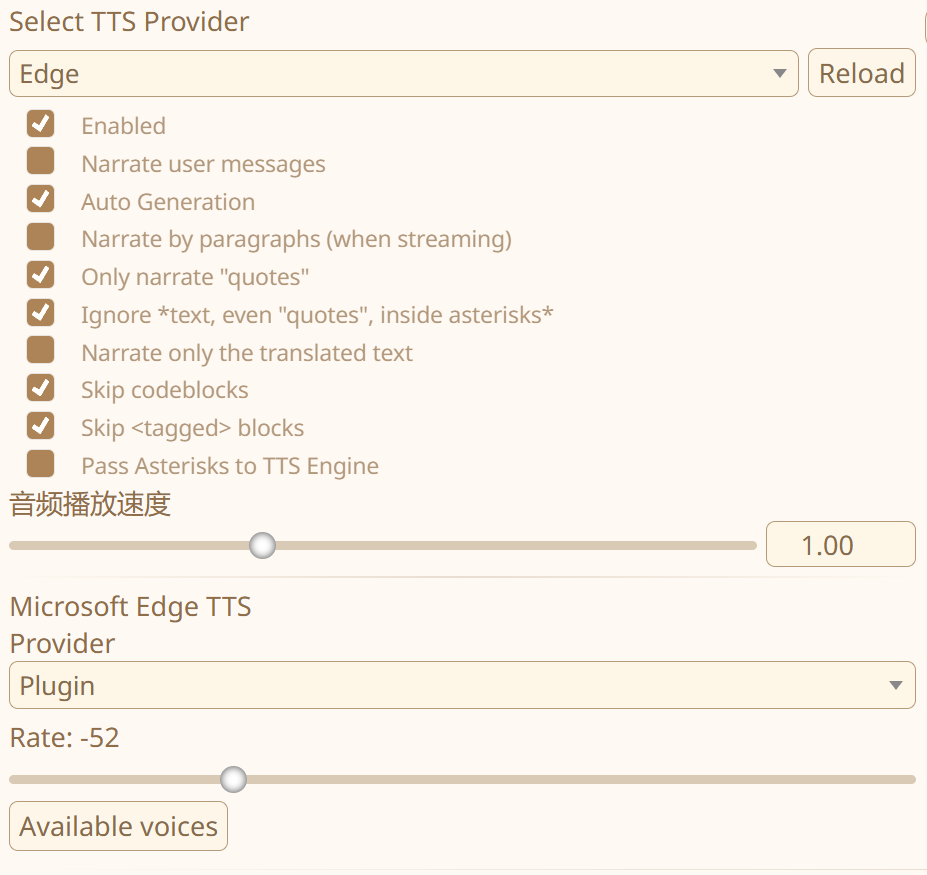 Select TTS Provider
Edge
Reload
Enabled
Narrate user messages
Auto Generation
Narrate by paragraphs (when streaming)
Only narrate "quotes"
Ignore *text, even "quotes", inside asterisks*
Narrate only the translated text
Skip codeblocks
Skip <tagged> blocks
Pass Asterisks to TTS Engine
音频播放速度
1.00
Microsoft Edge TTS
Provider
Plugin
Rate: -52
Available voices